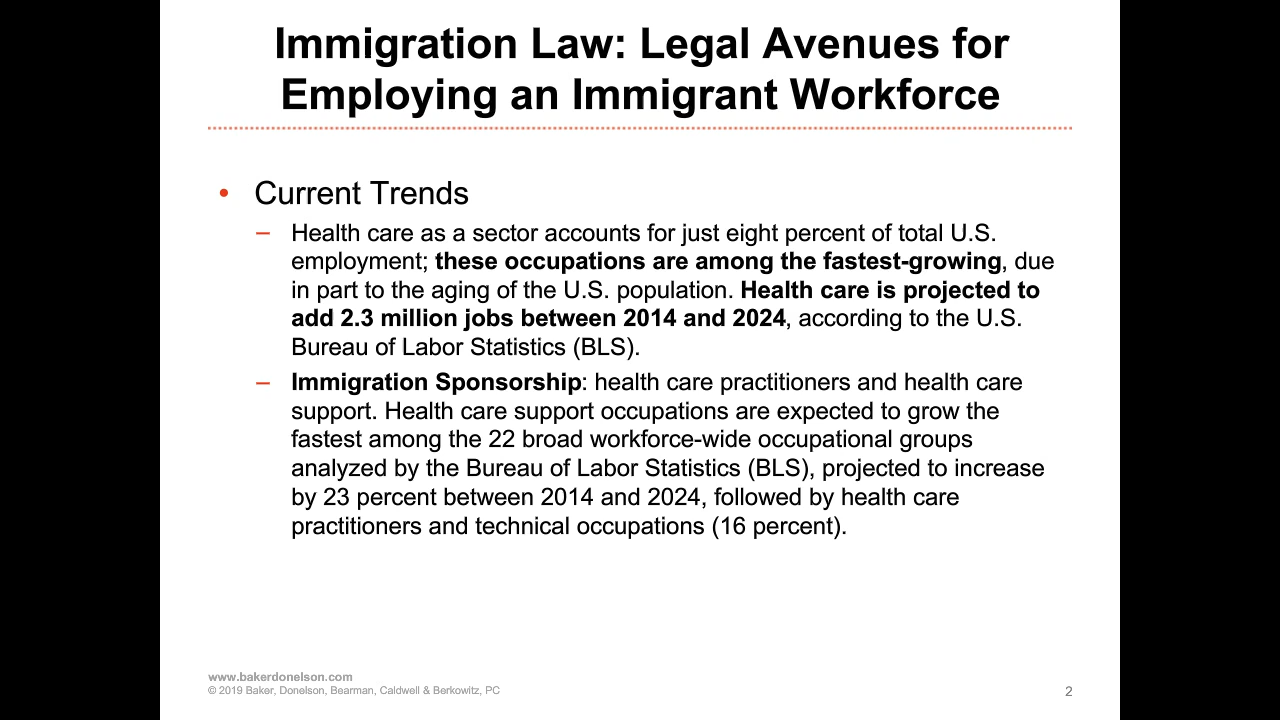 Immigration Law: Legal Avenues for
Employing an Immigrant Workforce
• Current Trends
– Health care as a sector accounts for just eight percent of total U.S.
employment; these occupations are among the fastest-growing, due
in part to the aging of the U.S. population. Health care is projected to
add 2.3 million jobs between 2014 and 2024, according to the U.S.
Bureau of Labor Statistics (BLS).
– Immigration Sponsorship: health care practitioners and health care
support. Health care support occupations are expected to grow the
fastest among the 22 broad workforce-wide occupational groups
analyzed by the Bureau of Labor Statistics (BLS), projected to increase
by 23 percent between 2014 and 2024, followed by health care
practitioners and technical occupations (16 percent).
www.bakerdonelson.com
© 2019 Baker, Donelson, Bearman, Caldwell & Berkowitz, PC
2